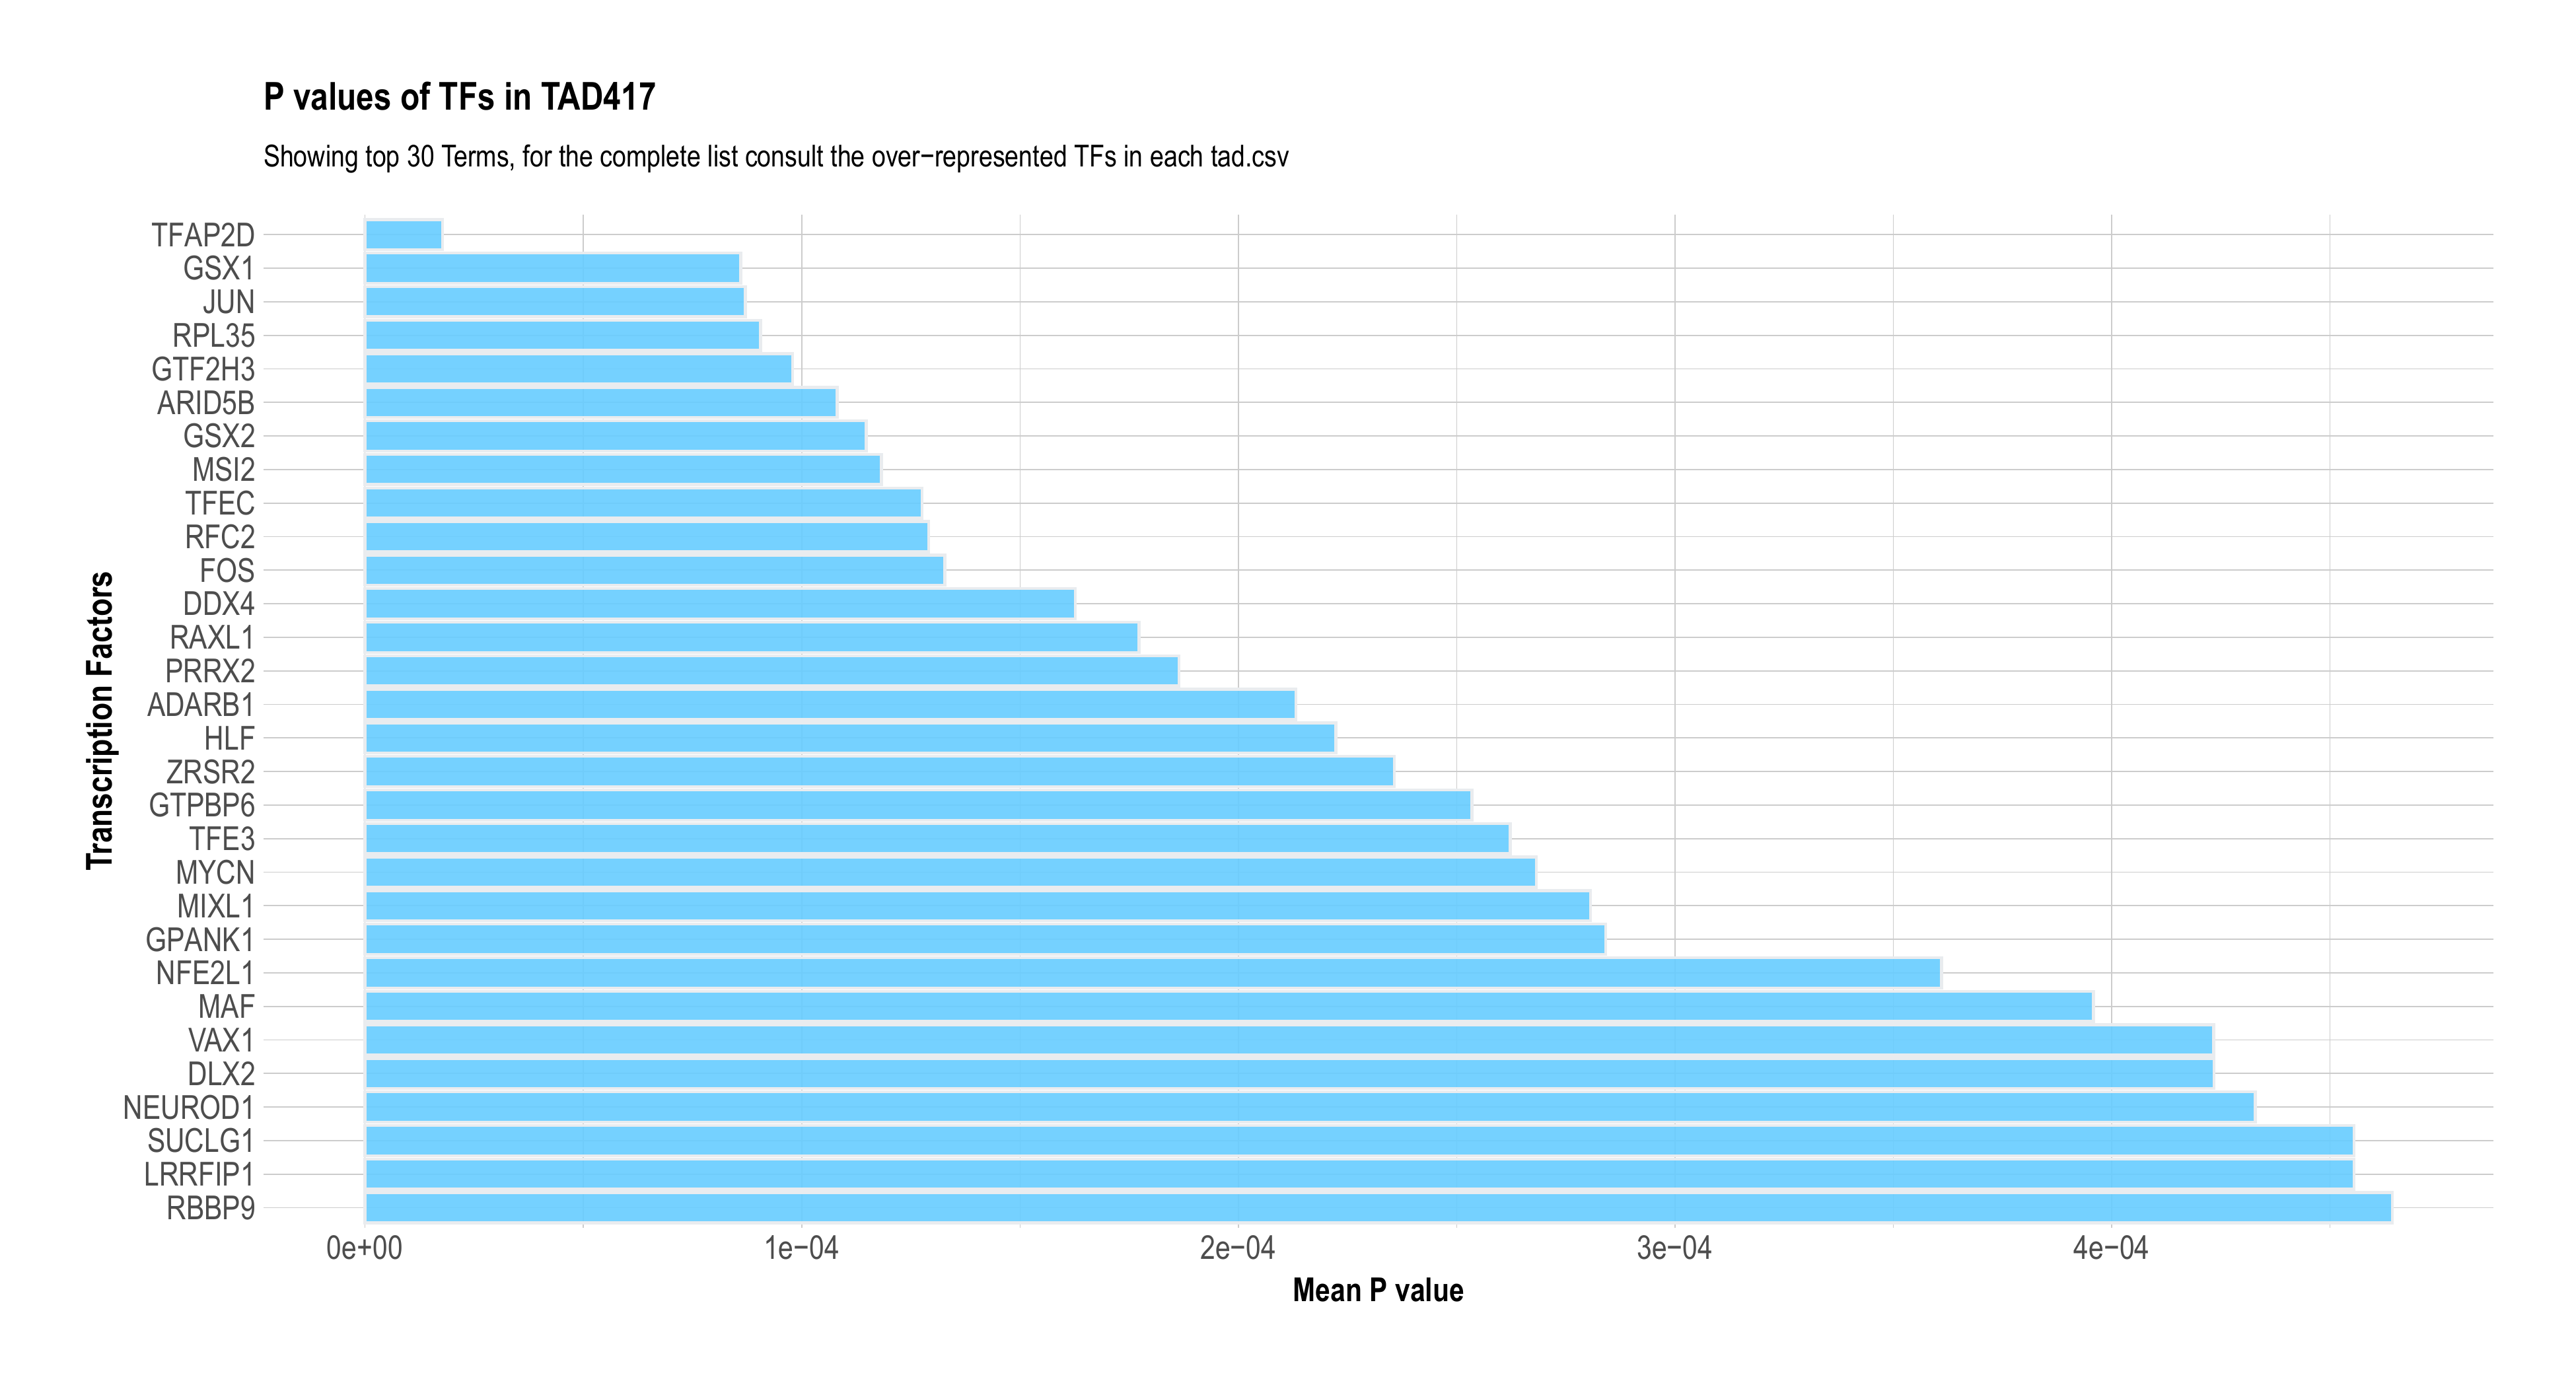 P values of TFs in TAD417
Showing top 30 Terms, for the complete list consult the over−represented TFs in each tad.csv
Transcription Factors
TFAP2D
GSX1
JUN
RPL35
GTF2H3
ARID5B
GSX2
MSI2
TFEC
RFC2
FOS
DDX4
RAXL1
PRRX2
ADARB1
HLF
ZRSR2
GTPBP6
TFE3
MYCN
MIXL1
GPANK1
NFE2L1
MAF
VAX1
DLX2
NEUROD1
SUCLG1
LRRFIP1
RBBP9
0e+00 1e−04 2e−04 3e−04 4e−04
Mean P value